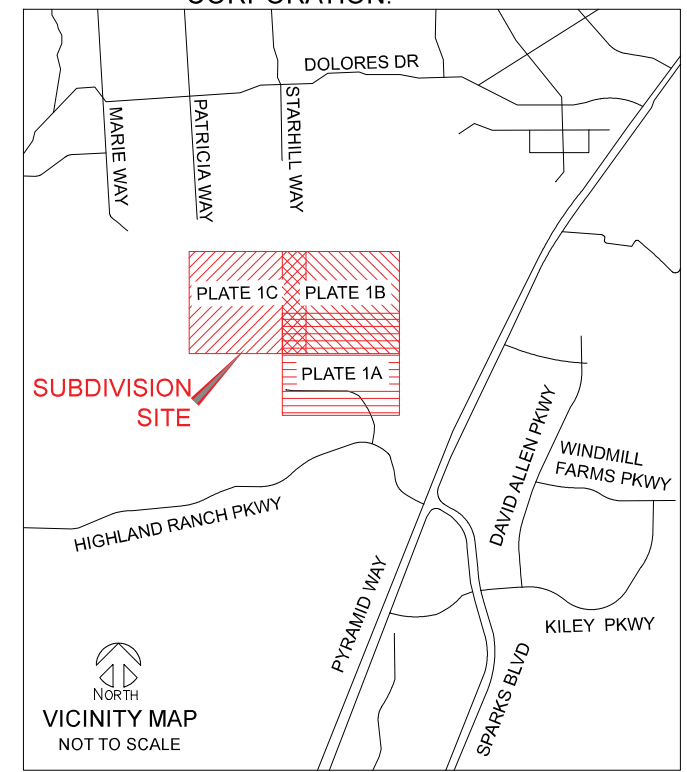 CORPORATION.
DOLORES DR
MARIE WAY
PATRICIA WAY
STARHILL WAY
PLATE 1C
PLATE 1B
PLATE 1A
SUBDIVISION
SITE
DAVID ALLEN PKWY
WINDMILL
FARMS PKWY
HIGHLAND RANCH PKWY
PYRAMID WAY
KILEY PKWY
SPARKS BLVD
NORTH
VICINITY MAP
NOT TO SCALE